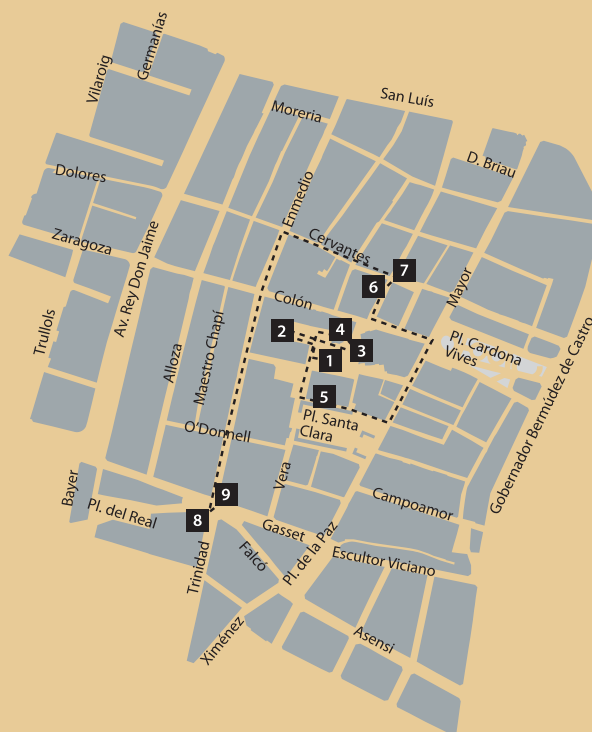 Germanías
Vilaroig
San Luís
Moreria
D. Briau
Dolores
Enmedio
Zaragoza
Cervantes
Av. Rey Don Jaime
7
6
Mayor
Colón
Trullols
2
4
Pl. Cardona
Vives
3
1
Alloza
Maestro Chapí
Gobernador Bermúdez de Castro
5
Pl. Santa
Clara
O'Donnell
Vera
Bayer
9
Campoamor
Pl. del Real
8
Gasset
Pl. de la Paz
Falcó
Escultor Viciano
Trinidad
Ximénez
Asensi